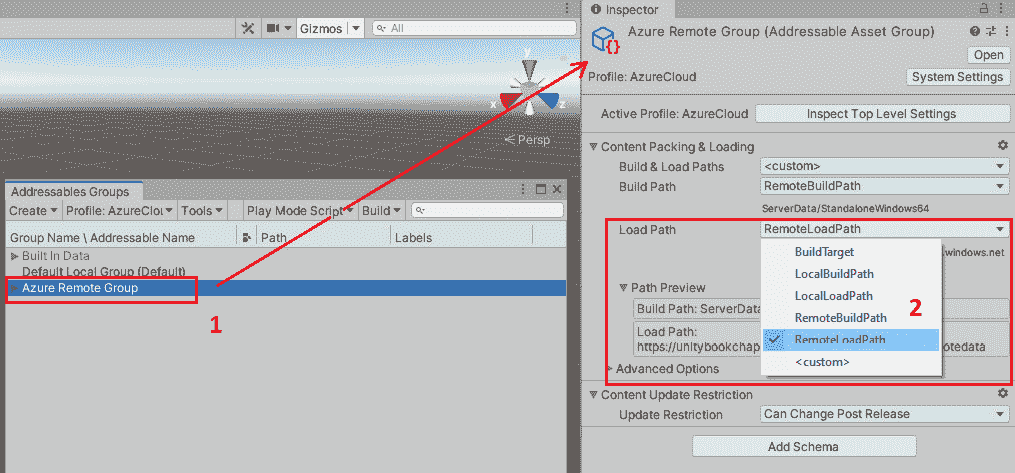 Gizmos
All
y
x
z
Persp
Addressables Groups
Create
Profile: AzureClou
Tools
Play Mode Script
Build
Group Name \ Addressable Name
Path
Labels
Built In Data
Default Local Group (Default)
Azure Remote Group
1
Inspector
Azure Remote Group (Addressable Asset Group)
Open
Profile: AzureCloud
System Settings
Active Profile: AzureCloud
Inspect Top Level Settings
Content Packing & Loading
Build & Load Paths
<custom>
Build Path
RemoteBuildPath
ServerData/StandaloneWindows64
Load Path
RemoteLoadPath
.windows.net
BuildTarget
LocalBuildPath
LocalLoadPath
RemoteBuildPath
RemoteLoadPath
<custom>
2
Path Preview
Build Path: ServerData
Load Path:
https://unitybookchap
otedata
Advanced Options
Content Update Restriction
Update Restriction
Can Change Post Release
Add Schema